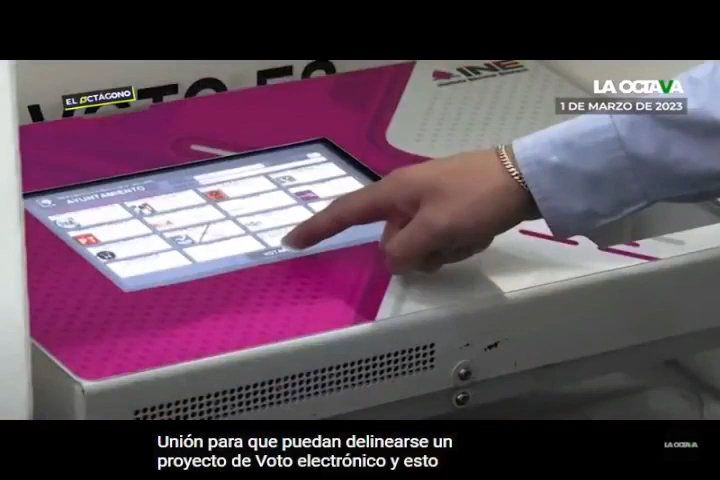 EL OCTÁGONO
LA OCTAVA
1 DE MARZO DE 2023
INE
AYUNTAMIENTO
Unión para que puedan delinearse un
proyecto de Voto electrónico y esto
LA OCTAVA